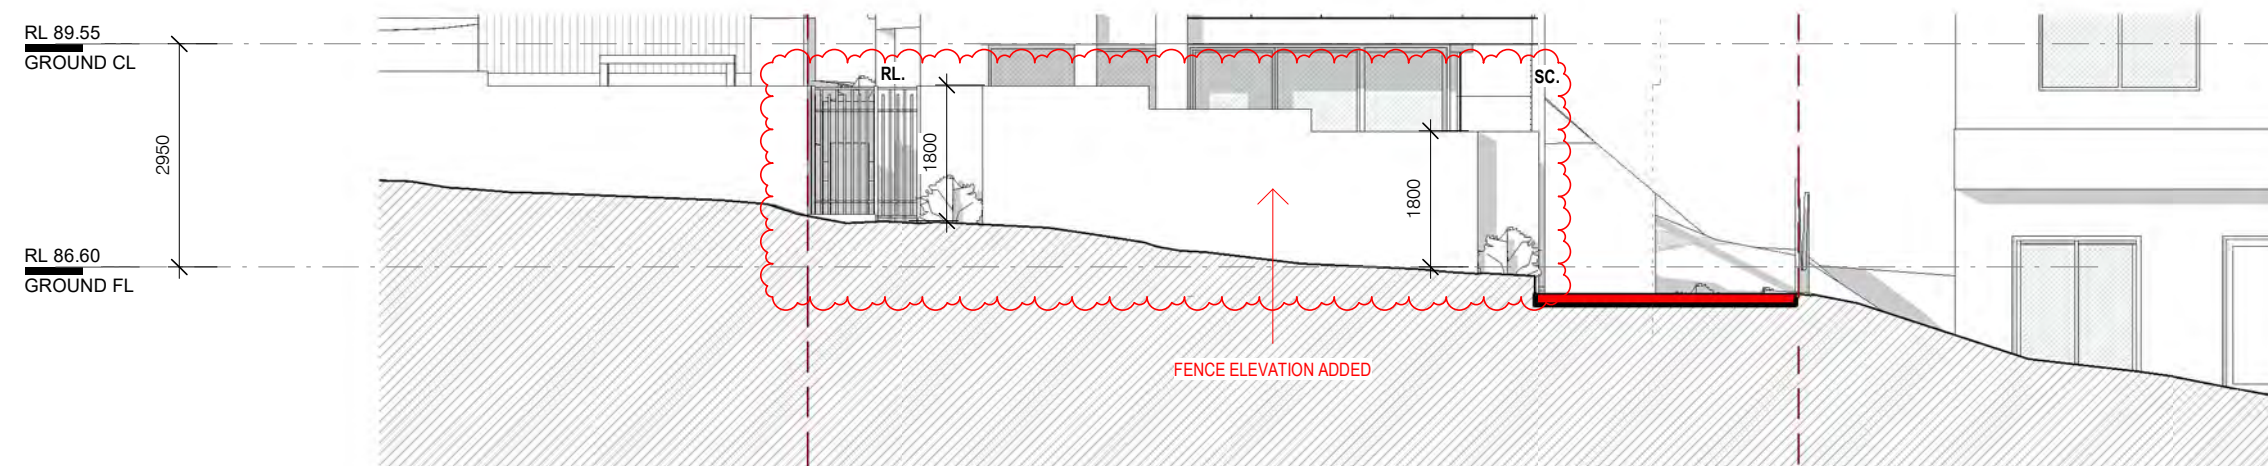 RL 89.55
GROUND CL
2950
RL 86.60
GROUND FL
RL.
1800
SC.
1800
FENCE ELEVATION ADDED